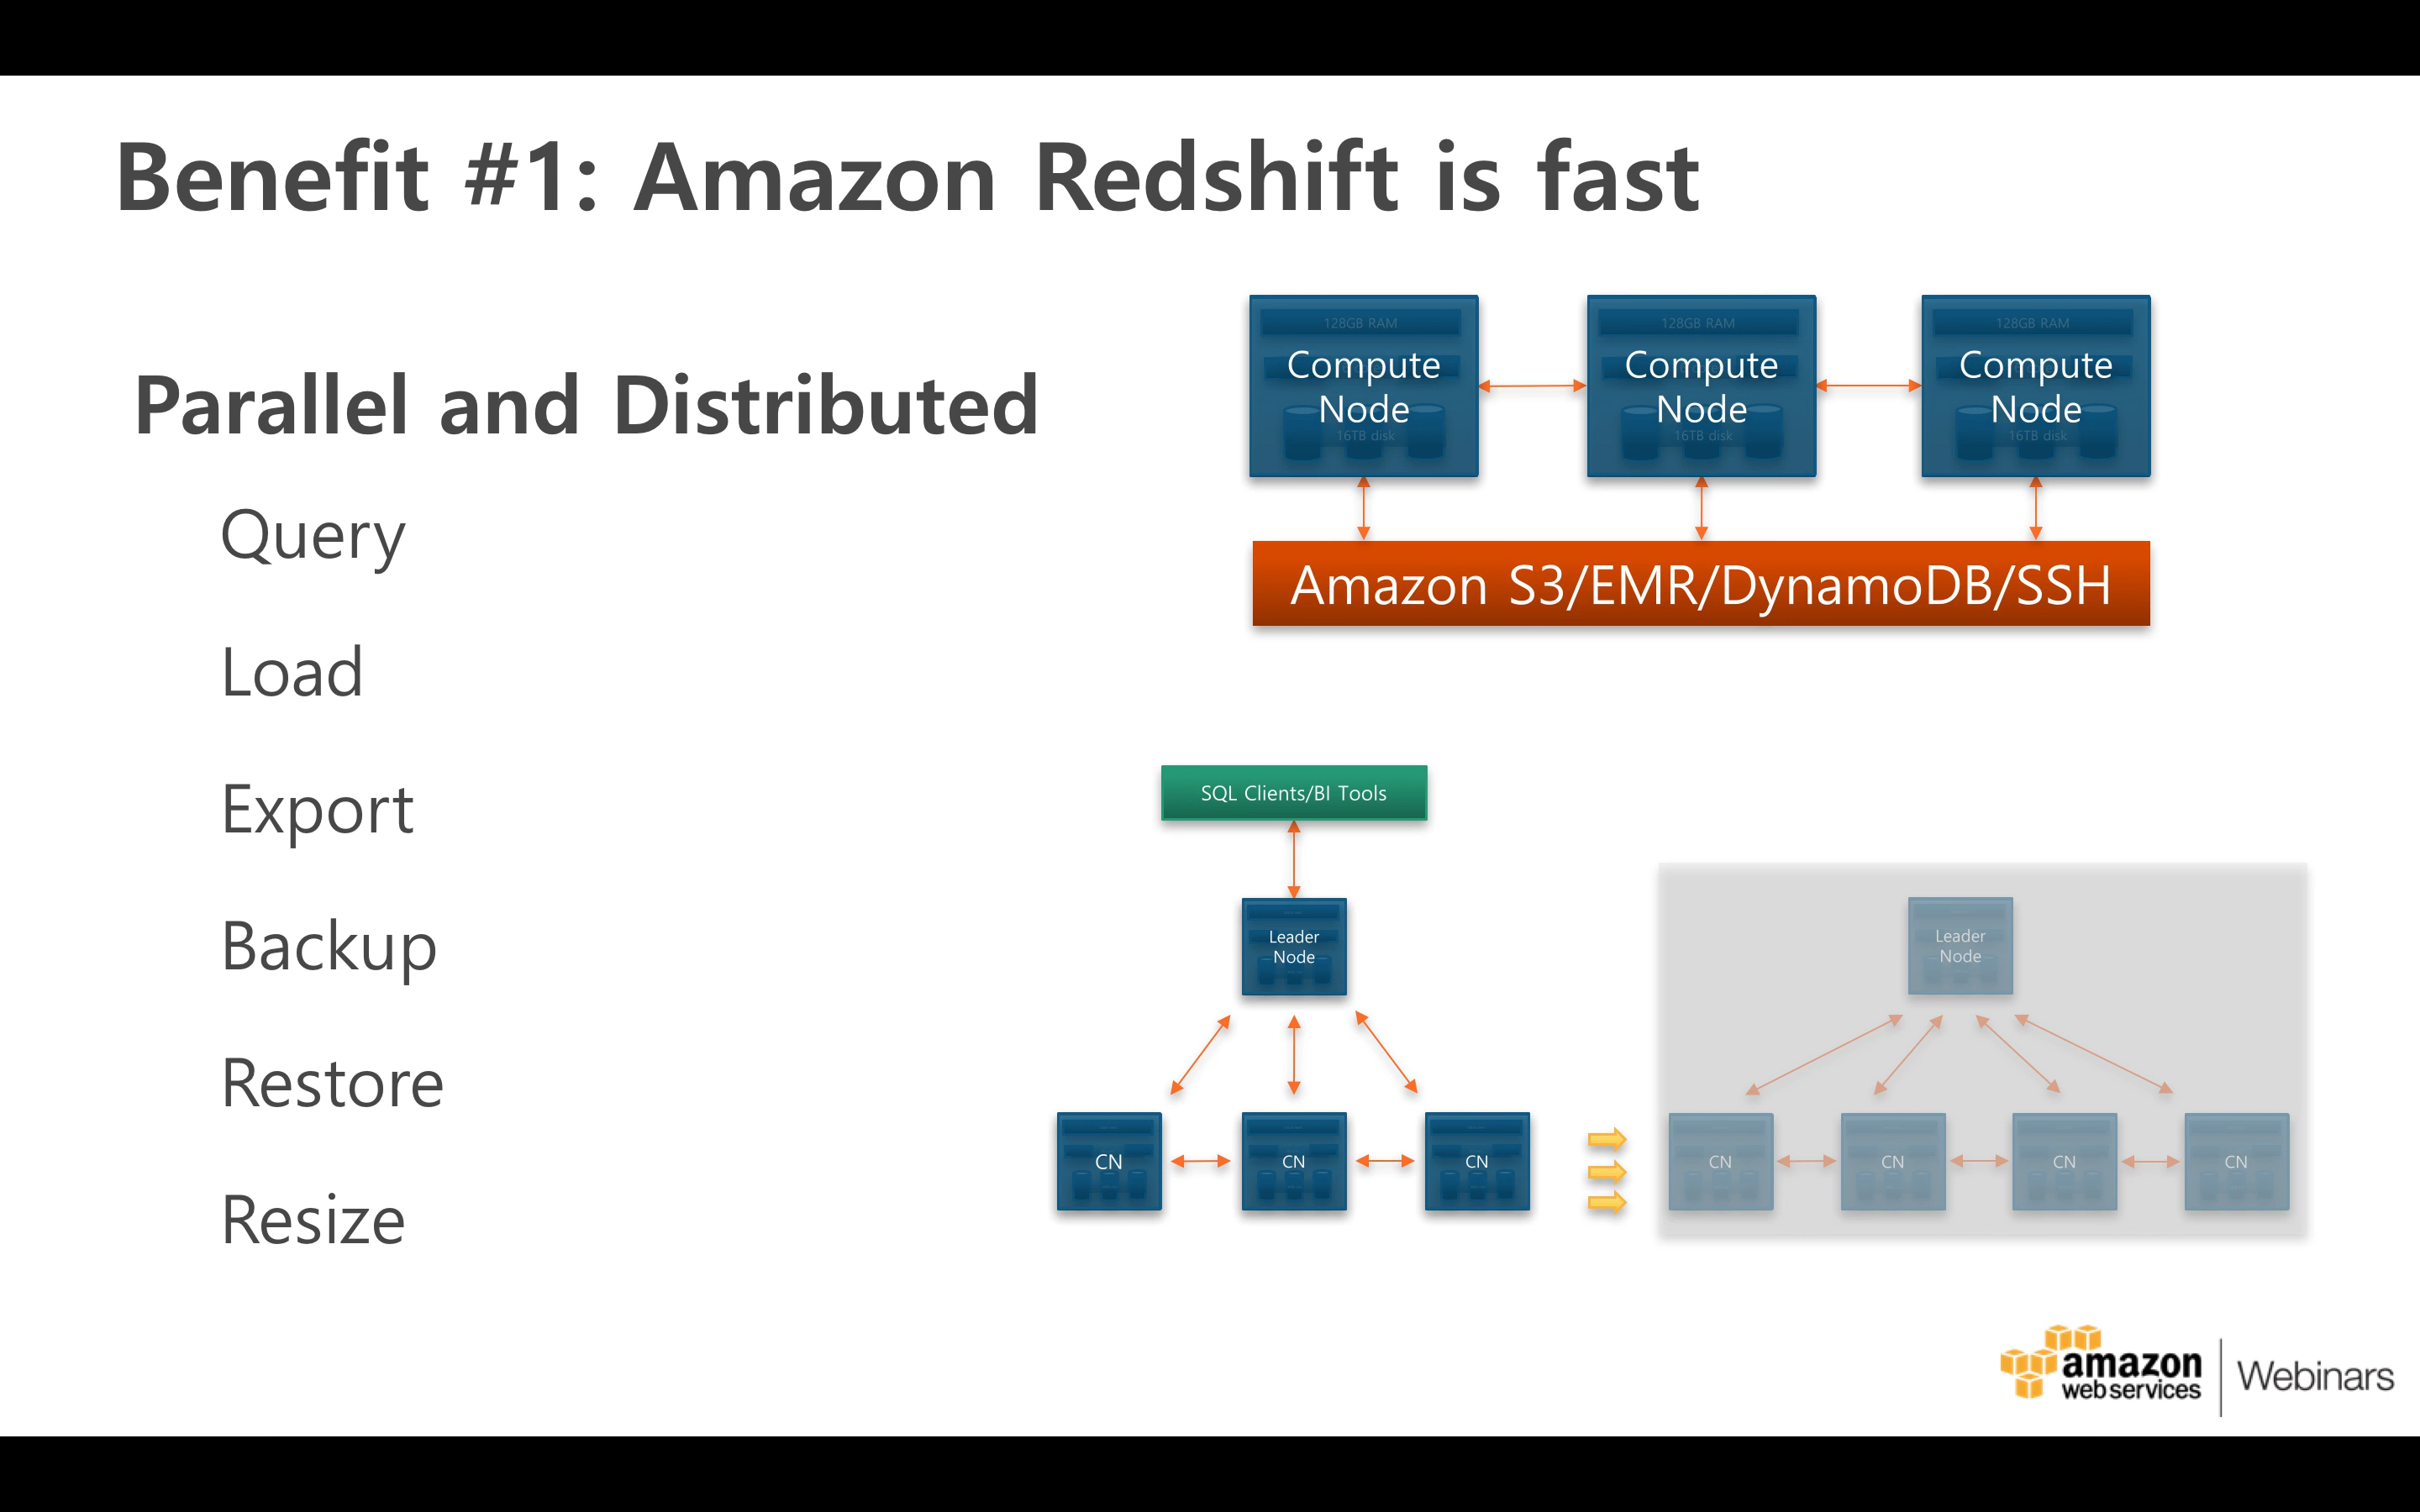 Benefit #1: Amazon Redshift is fast
Parallel and Distributed
Query
Load
Export
Backup
Restore
Resize
128GB RAM
Compute
Node
16TB disk
128GB RAM
Compute
Node
16TB disk
128GB RAM
Compute
Node
16TB disk
Amazon S3/EMR/DynamoDB/SSH
SQL Clients/BI Tools
Leader
Node
CN
CN
CN
Leader
Node
CN
CN
CN
CN
amazon
web services
Webinars